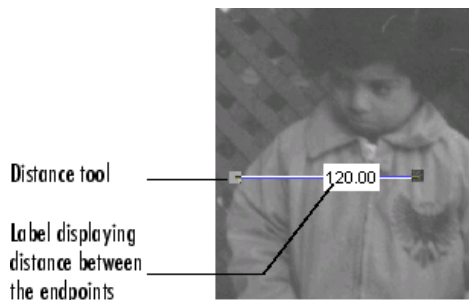 Distance tool
120.00
Label displaying
distance between
the endpoints